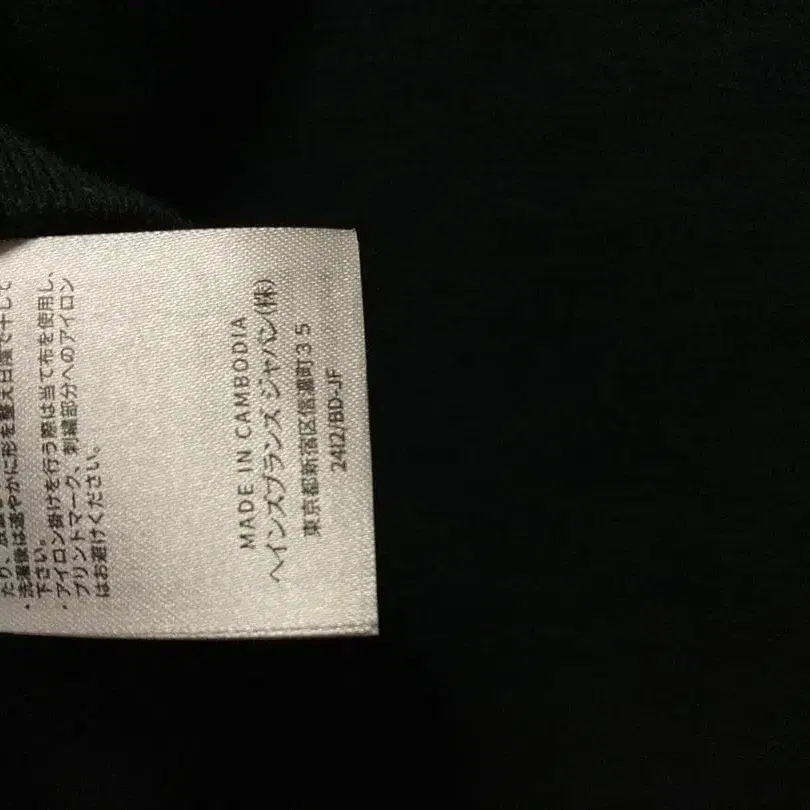 洗濯後は速やかに形を整え日陰で干して
下さい。
・アイロン掛けを行う際は当て布を使用し、
プリントマーク、刺繍部分へのアイロン
はお避けください。
MADE IN CAMBODIA
ヘインズブランズ ジャパン(株)
東京都新宿区信濃町35
2412/BD-JF